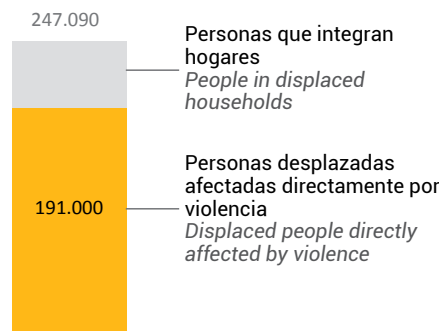 247.090
Personas que integran
hogares
People in displaced
households
Personas desplazadas
afectadas directamente por
violencia
Displaced people directly
affected by violence
191.000